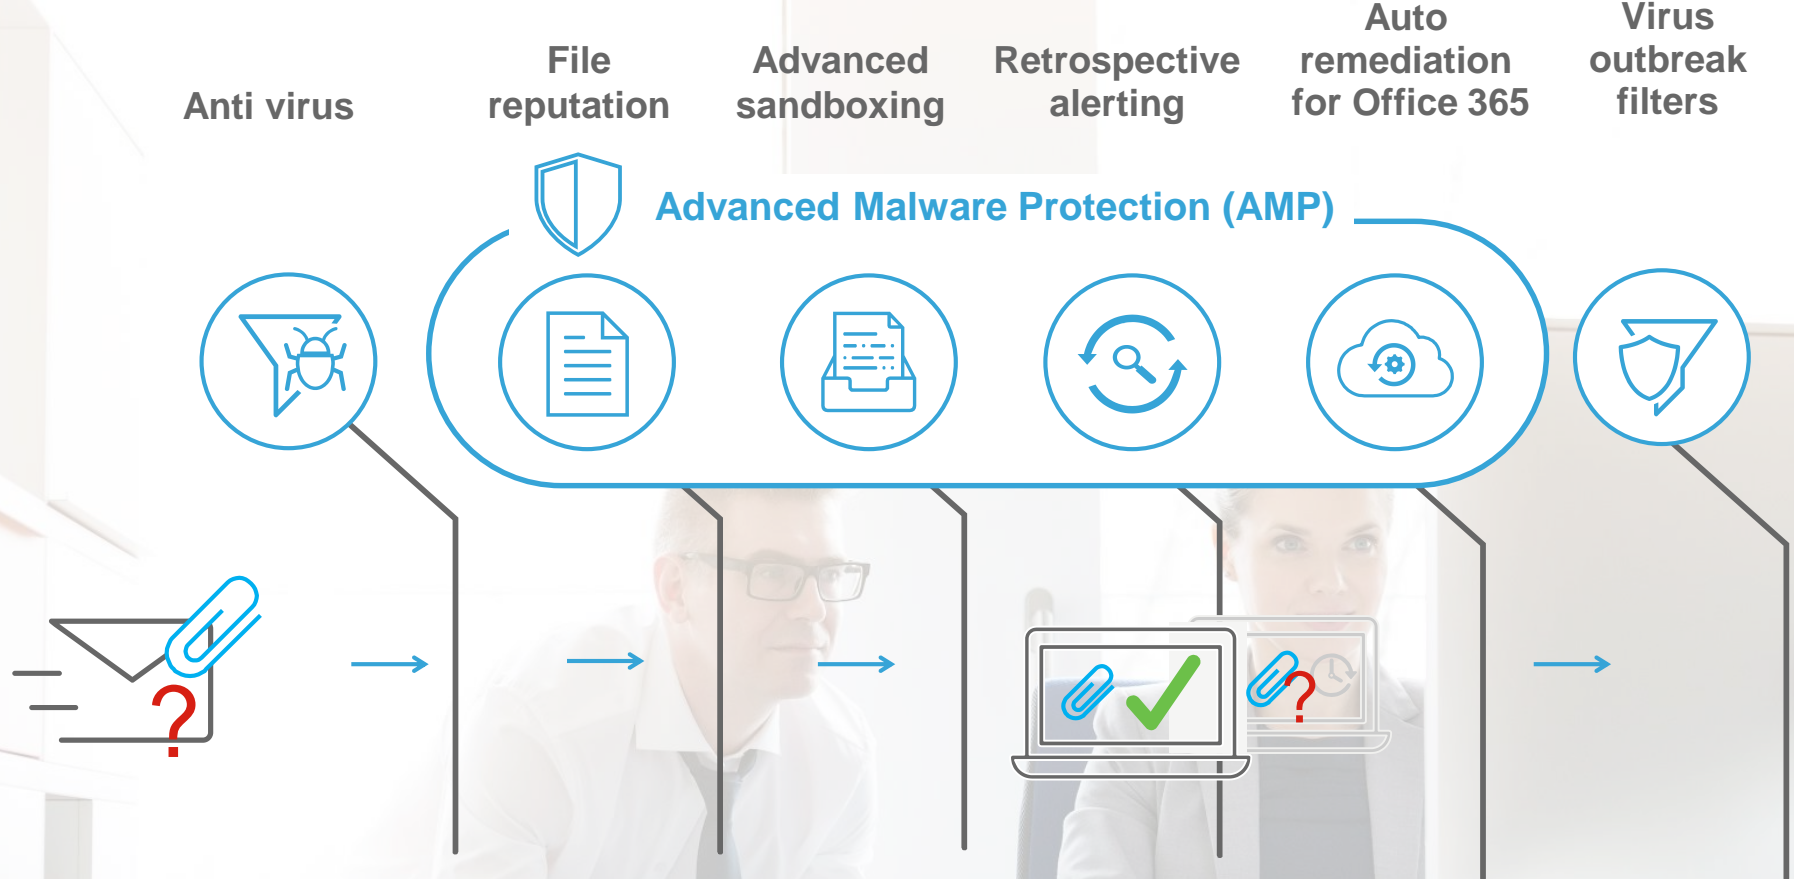 Anti virus
File
reputation
Advanced
sandboxing
Retrospective
alerting
Auto
remediation
for Office 365
Virus
outbreak
filters
Advanced Malware Protection (AMP)
?
?